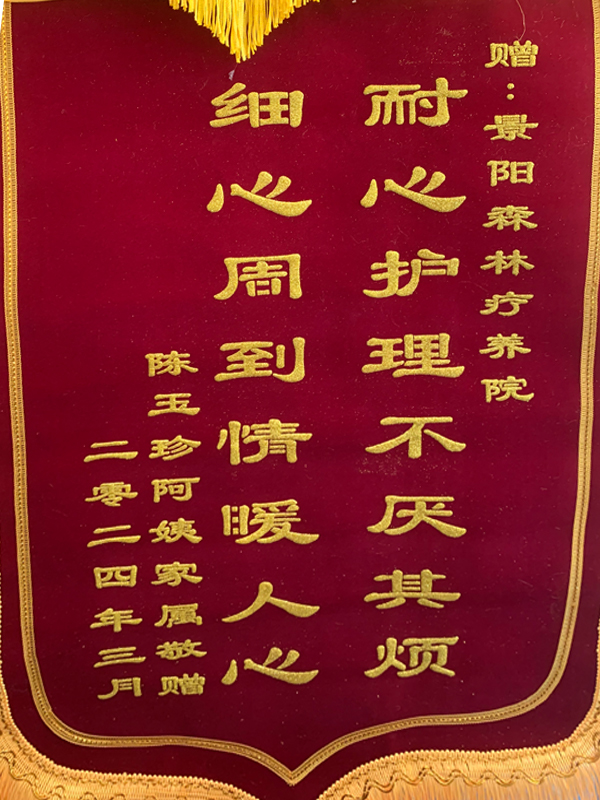 赠：景阳森林疗养院
耐心护理不厌其烦
细心周到情暖人心
陈玉珍阿姨家属敬赠
二零二四年三月